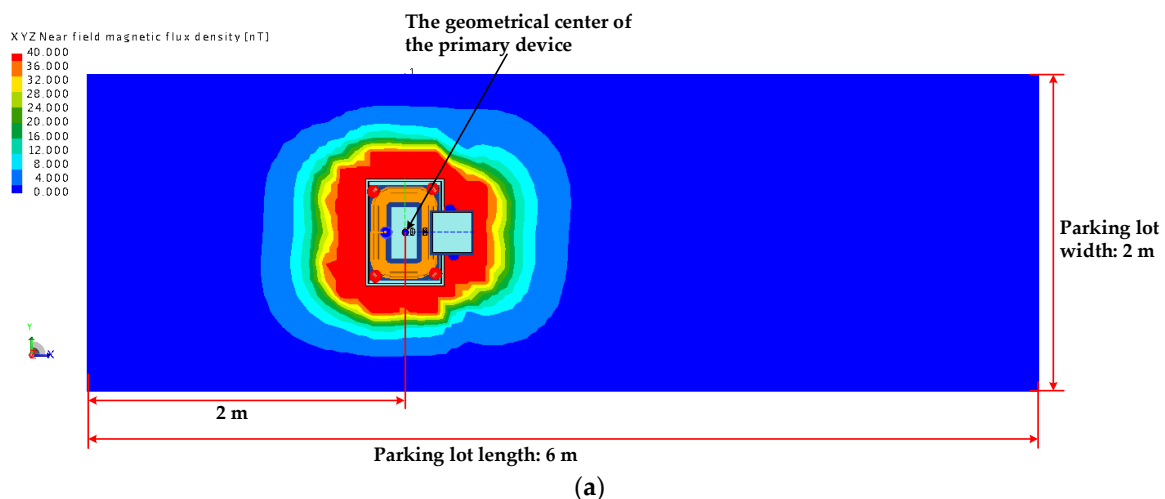 The geometrical center of
the primary device
XYZ Near field magnetic flux density [nT]
40.000
36.000
32.000
28.000
24.000
20.000
16.000
12.000
8.000
4.000
0.000
1
Parking lot
width: 2 m
Y
X
2 m
Parking lot length: 6 m
(a)